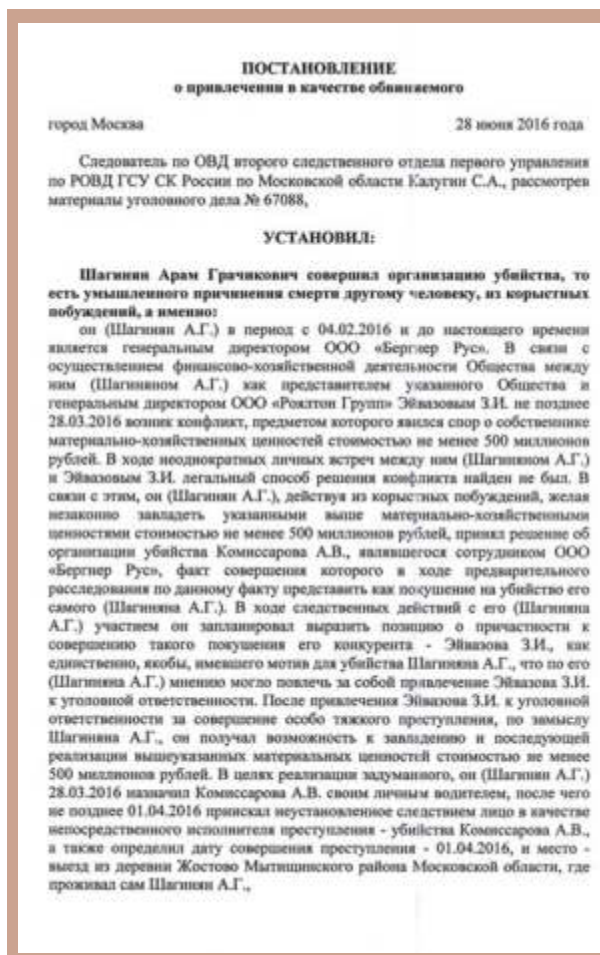 ПОСТАНОВЛЕНИЕ
о привлечении в качестве обвиняемого
город Москва 28 июня 2016 года
Следователь по ОВД второго следственного отдела первого управления
по РОВД ГСУ СК России по Московской области Калугин С.А., рассмотрев
материалы уголовного дела № 67088,
УСТАНОВИЛ:
Шагинян Арам Грачикович совершил организацию убийства, то
есть умышленного причинения смерти другому человеку, из корыстных
побуждений, а именно:
он (Шагинян А.Г.) в период с 04.02.2016 и до настоящего времени
является генеральным директором ООО «Бергнер Рус». В связи с
осуществлением финансово-хозяйственной деятельности Общества между
ним (Шагиняном А.Г.) как представителем указанного Общества и
генеральным директором ООО «Роялтон Групп» Эйвазовым З.И. не позднее
28.03.2016 возник конфликт, предметом которого явился спор о собственнике
материально-хозяйственных ценностей стоимостью не менее 500 миллионов
рублей. В ходе неоднократных личных встреч между ним (Шагиняном А.Г.)
и Эйвазовым З.И. легальный способ решения конфликта найден не был. В
связи с этим, он (Шагинян А.Г.), действуя из корыстных побуждений, желая
незаконно завладеть указанными выше материально-хозяйственными
ценностями стоимостью не менее 500 миллионов рублей, принял решение об
организации убийства Комиссарова А.В., являвшегося сотрудником ООО
«Бергнер Рус», факт совершения которого в ходе предварительного
расследования по данному факту представить как покушение на убийство его
самого (Шагиняна А.Г.). В ходе следственных действий с его (Шагиняна
А.Г.) участием он запланировал выразить позицию о причастности к
совершению такого покушения его конкурента - Эйвазова З.И., как
единственно, якобы, имевшего мотив для убийства Шагиняна А.Г., что по его
(Шагиняна А.Г.) мнению могло повлечь за собой привлечение Эйвазова З.И.
к уголовной ответственности. После привлечения Эйвазова З.И. к уголовной
ответственности за совершение особо тяжкого преступления, по замыслу
Шагиняна А.Г., он получал возможность к завладению и последующей
реализации вышеуказанных материальных ценностей стоимостью не менее
500 миллионов рублей. В целях реализации задуманного, он (Шагинян А.Г.)
28.03.2016 назначил Комиссарова А.В. своим личным водителем, после чего
не позднее 01.04.2016 приискал неустановленное следствием лицо в качестве
непосредственного исполнителя преступления - убийства Комиссарова А.В.,
а также определил дату совершения преступления - 01.04.2016, и место -
выезд из деревни Жостово Мытищинского района Московской области, где
проживал сам Шагинян А.Г.,